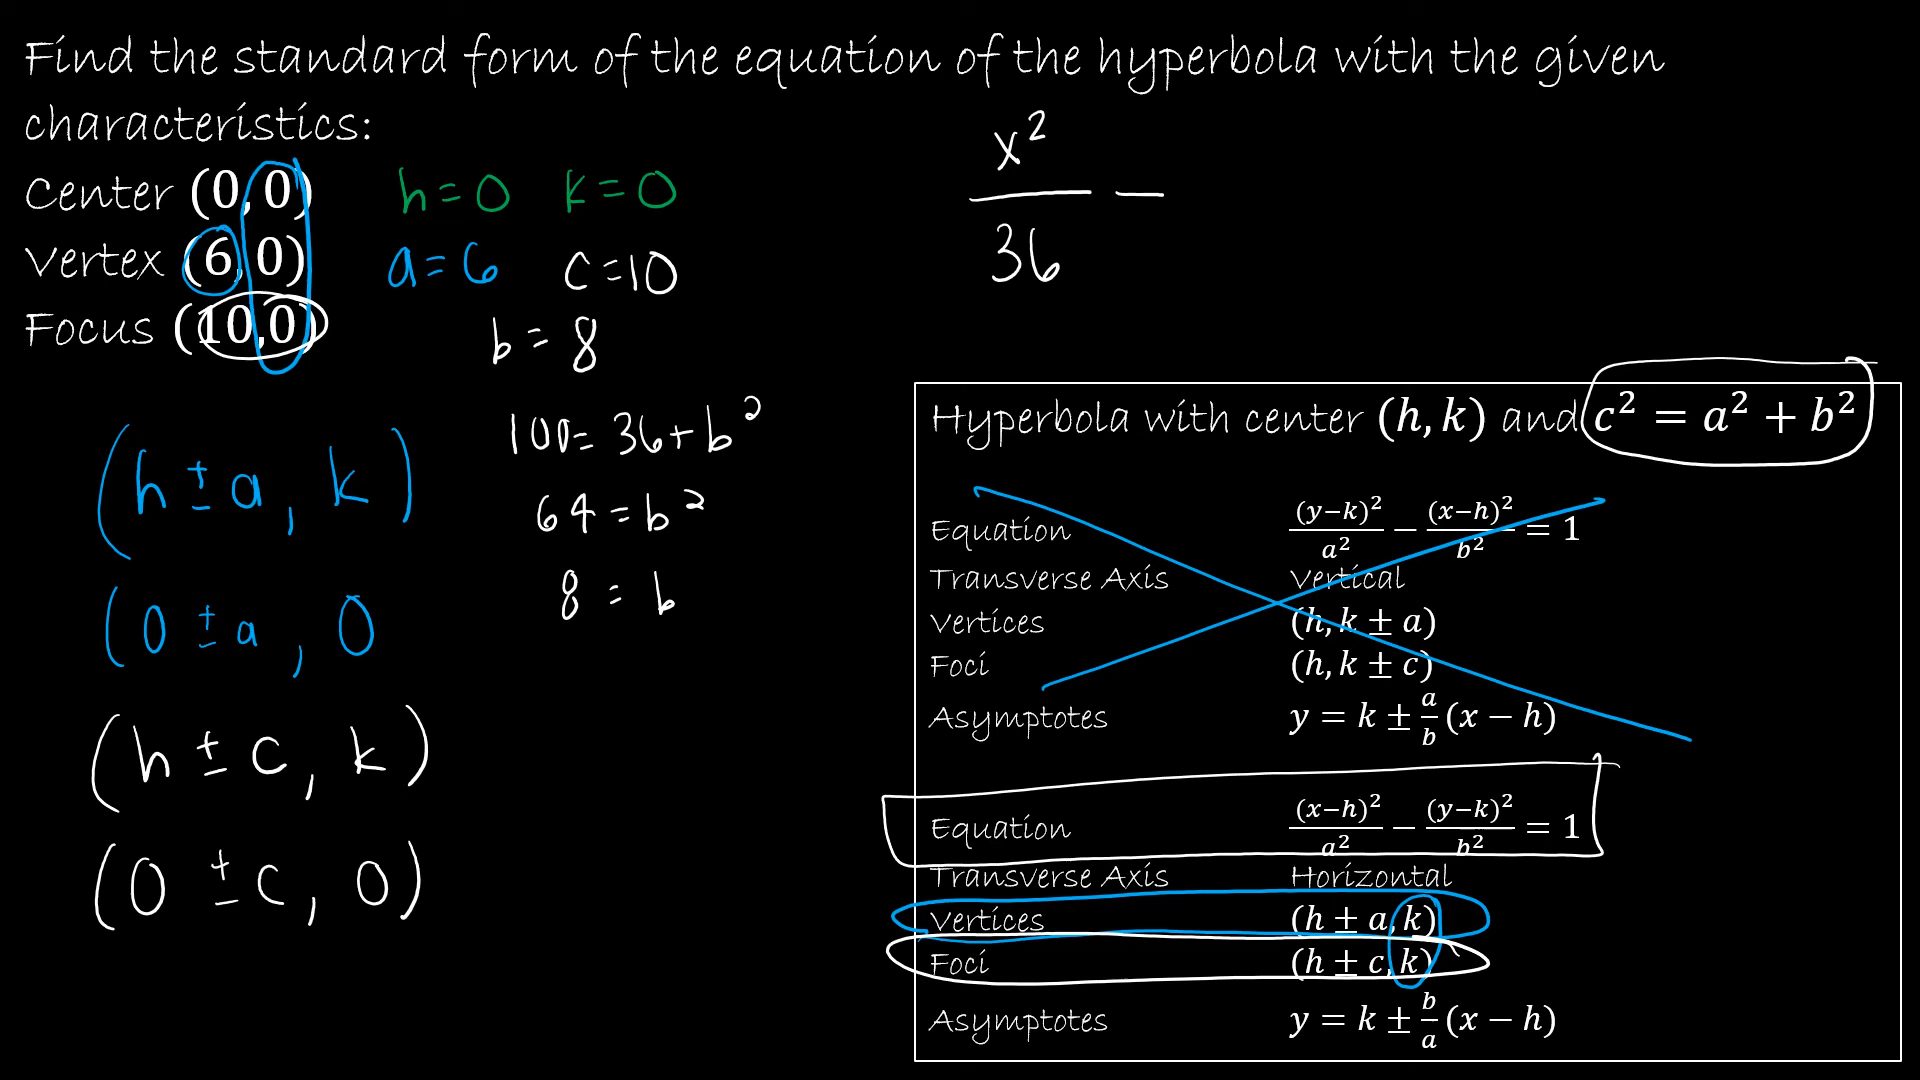 Find the standard form of the equation of the hyperbola with the given
characteristics:
Center (0,0)
Vertex (6,0)
Focus (10,0)
h = 0 k = 0
a = 6 c = 10
b = 8
100 = 36 + b²
64 = b²
8 = b
(h ± a, k)
(0 ± a, 0
(h ± c, k)
(0 ± c, 0)
x²
36
—
Hyperbola with center (h, k) and c² = a² + b²
Equation (y−k)²/a² − (x−h)²/b² = 1
Transverse Axis Vertical
Vertices (h, k ± a)
Foci (h, k ± c)
Asymptotes y = k ± a/b (x − h)
Equation (x−h)²/a² − (y−k)²/b² = 1
Transverse Axis Horizontal
Vertices (h ± a, k)
Foci (h ± c, k)
Asymptotes y = k ± b/a (x − h)